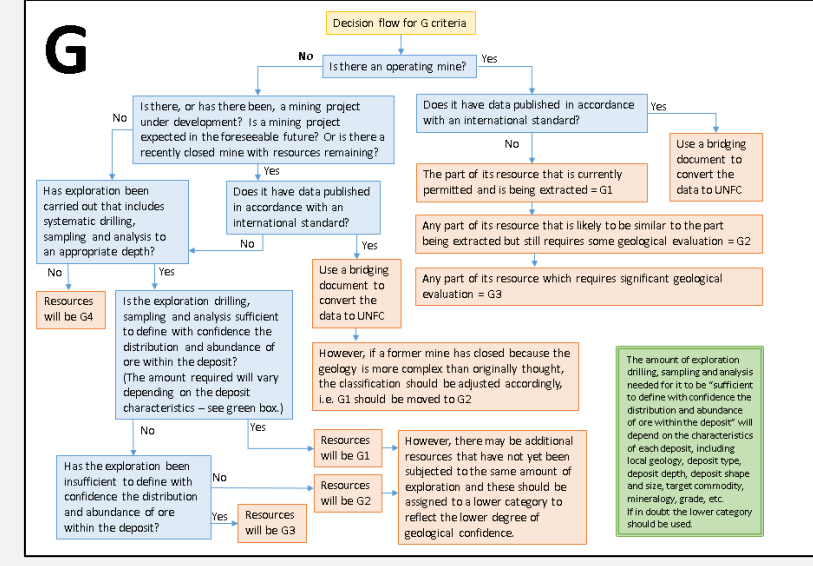 G
Decision flow for G criteria
No
Is there an operating mine?
Yes
Is there, or has there been, a mining project
under development? Is a mining project
expected in the foreseeable future? Or is there a
recently closed mine with resources remaining?
Does it have data published in accordance
with an international standard?
Yes
No
No
Use a bridging
document to
convert the
data to UNFC
Yes
The part of its resource that is currently
permitted and is being extracted = G1
Has exploration been
carried out that includes
systematic drilling,
sampling and analysis to
an appropriate depth?
Does it have data published
in accordance with an
international standard?
Any part of its resource that is likely to be similar to the part
being extracted but still requires some geological evaluation = G2
No
Yes
No
Yes
Use a bridging
document to
convert the
data to UNFC
Any part of its resource which requires significant geological
evaluation = G3
Resources
will be G4
Is the exploration drilling,
sampling and analysis sufficient
to define with confidence the
distribution and abundance of
ore within the deposit?
(The amount required will vary
depending on the deposit
characteristics – see green box.)
However, if a former mine has closed because the
geology is more complex than originally thought,
the classification should be adjusted accordingly,
i.e. G1 should be moved to G2
The amount of exploration
drilling, sampling and analysis
needed for it to be “sufficient
to define with confidence the
distribution and abundance
of ore within the deposit” will
depend on the characteristics
of each deposit, including
local geology, deposit type,
deposit depth, deposit shape
and size, target commodity,
mineralogy, grade, etc.
If in doubt the lower category
should be used.
No
Yes
Resources
will be G1
However, there may be additional
resources that have not yet been
subjected to the same amount of
exploration and these should be
assigned to a lower category to
reflect the lower degree of
geological confidence.
Has the exploration been
insufficient to define with
confidence the distribution
and abundance of ore
within the deposit?
No
Resources
will be G2
Yes
Resources
will be G3